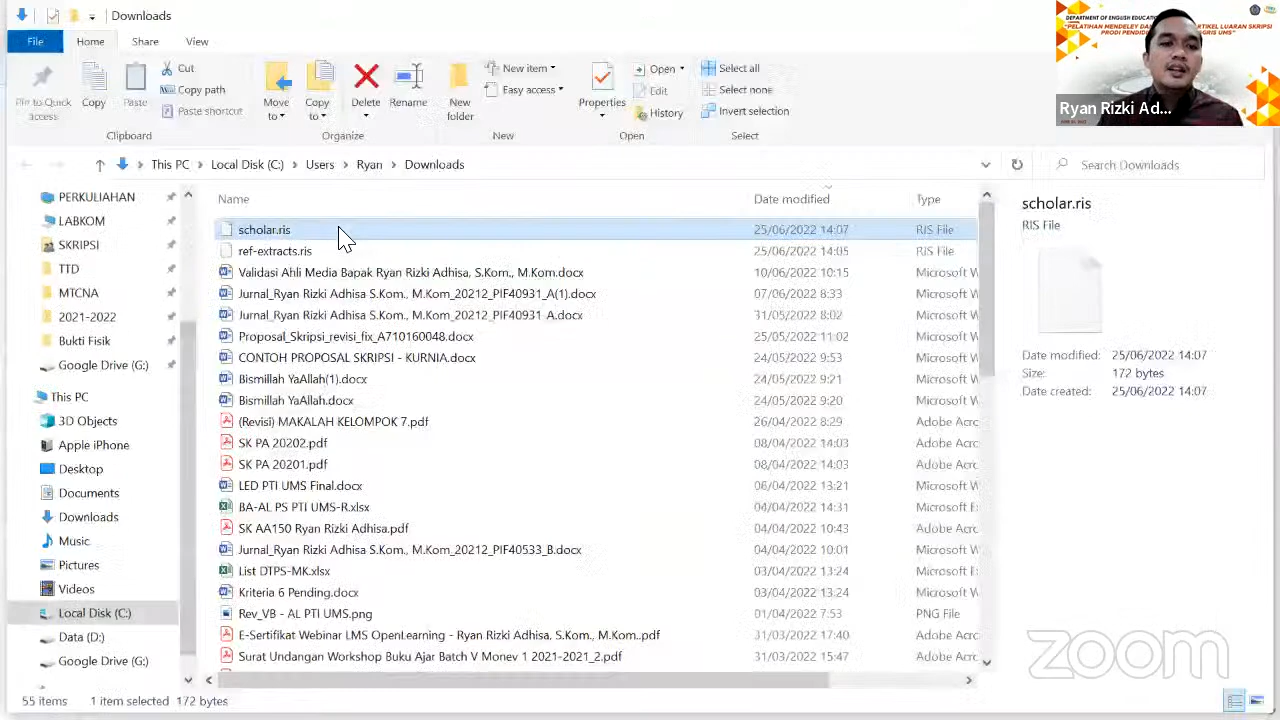 Downloads
File
Home
Share
View
Pin to Quick access
Copy
Paste
Cut
Copy path
Paste shortcut
Clipboard
Move to
Copy to
Delete
Rename
Organize
New folder
New item
Easy access
New
Properties
Open
Edit
History
Open
Select all
Select none
Invert selection
Select
DEPARTMENT OF ENGLISH EDUCATION
Ryan Rizki Ad...
This PC > Local Disk (C:) > Users > Ryan > Downloads
Search Downloads
PERKULIAHAN
LABKOM
SKRIPSI
TTD
MTCNA
2021-2022
Bukti Fisik
Google Drive (G:)
This PC
3D Objects
Apple iPhone
Desktop
Documents
Downloads
Music
Pictures
Videos
Local Disk (C:)
Data (D:)
Google Drive (G:)
Name Date modified Type
scholar.ris 25/06/2022 14:07 RIS File
ref-extracts.ris 25/06/2022 14:05 RIS File
Validasi Ahli Media Bapak Ryan Rizki Adhisa, S.Kom., M.Kom.docx 10/06/2022 10:15 Microsoft W
Jurnal_Ryan Rizki Adhisa S.Kom., M.Kom_20212_PIF40931_A(1).docx 07/06/2022 8:33 Microsoft W
Jurnal_Ryan Rizki Adhisa S.Kom., M.Kom_20212_PIF40931_A.docx 31/05/2022 8:02 Microsoft W
Proposal_Skripsi_revisi_fix_A710160048.docx 25/05/2022 11:02 Microsoft W
CONTOH PROPOSAL SKRIPSI - KURNIA.docx 24/05/2022 9:53 Microsoft W
Bismillah YaAllah(1).docx 24/05/2022 9:21 Microsoft W
Bismillah YaAllah.docx 24/05/2022 9:20 Microsoft W
(Revisi) MAKALAH KELOMPOK 7.pdf 26/04/2022 8:29 Adobe Acro
SK PA 20202.pdf 08/04/2022 14:03 Adobe Acro
SK PA 20201.pdf 08/04/2022 14:03 Adobe Acro
LED PTI UMS Final.docx 06/04/2022 13:21 Microsoft W
BA-AL PS PTI UMS-R.xlsx 04/04/2022 14:31 Microsoft E
SK AA150 Ryan Rizki Adhisa.pdf 04/04/2022 10:43 Adobe Acro
Jurnal_Ryan Rizki Adhisa S.Kom., M.Kom_20212_PIF40533_B.docx 04/04/2022 10:01 Microsoft W
List DTPS-MK.xlsx 03/04/2022 13:24 Microsoft E
Kriteria 6 Pending.docx 03/04/2022 13:24 Microsoft W
Rev_VB - AL PTI UMS.png 01/04/2022 7:53 PNG File
E-Sertifikat Webinar LMS OpenLearning - Ryan Rizki Adhisa, S.Kom., M.Kom..pdf 31/03/2022 17:40 Adobe Acro
Surat Undangan Workshop Buku Ajar Batch V Monev 1 2021-2021_2.pdf 31/03/2022 15:47 Adobe Acro
scholar.ris
RIS File
Date modified: 25/06/2022 14:07
Size: 172 bytes
Date created: 25/06/2022 14:07
zoom
55 items 1 item selected 172 bytes